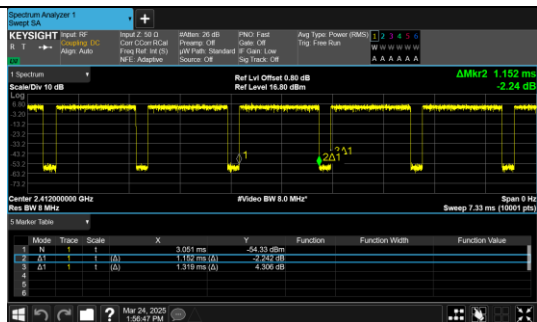 Spectrum Analyzer 1
Swept SA
+
KEYSIGHT Input: RF Input Z: 50 Ω #Atten: 26 dB PNO: Fast Avg Type: Power (RMS) 1 2 3 4 5 6
R T Coupling: DC Corr CCorr RCal Preamp: Off Gate: Off Trig: Free Run W W W W W W
Align: Auto Freq Ref: Int (S) µW Path: Standard IF Gain: Low A A A A A A
LXI NFE: Adaptive Source: Off Sig Track: Off
1 Spectrum Ref Lvl Offset 0.80 dB ΔMkr2 1.152 ms
Scale/Div 10 dB Ref Level 16.80 dBm -2.24 dB
Log
6.80
-3.20
-13.2
-23.2
-33.2
-43.2
-53.2
-63.2
-73.2
1
2Δ1
3Δ1
Center 2.412000000 GHz #Video BW 8.0 MHz* Span 0 Hz
Res BW 8 MHz Sweep 7.33 ms (10001 pts)
5 Marker Table
Mode Trace Scale X Y Function Function Width Function Value
1 N 1 t 3.051 ms -54.33 dBm
2 Δ1 1 t (Δ) 1.152 ms (Δ) -2.242 dB
3 Δ1 1 t (Δ) 1.319 ms (Δ) 4.306 dB
4
5
6
? Mar 24, 2025
1:56:47 PM